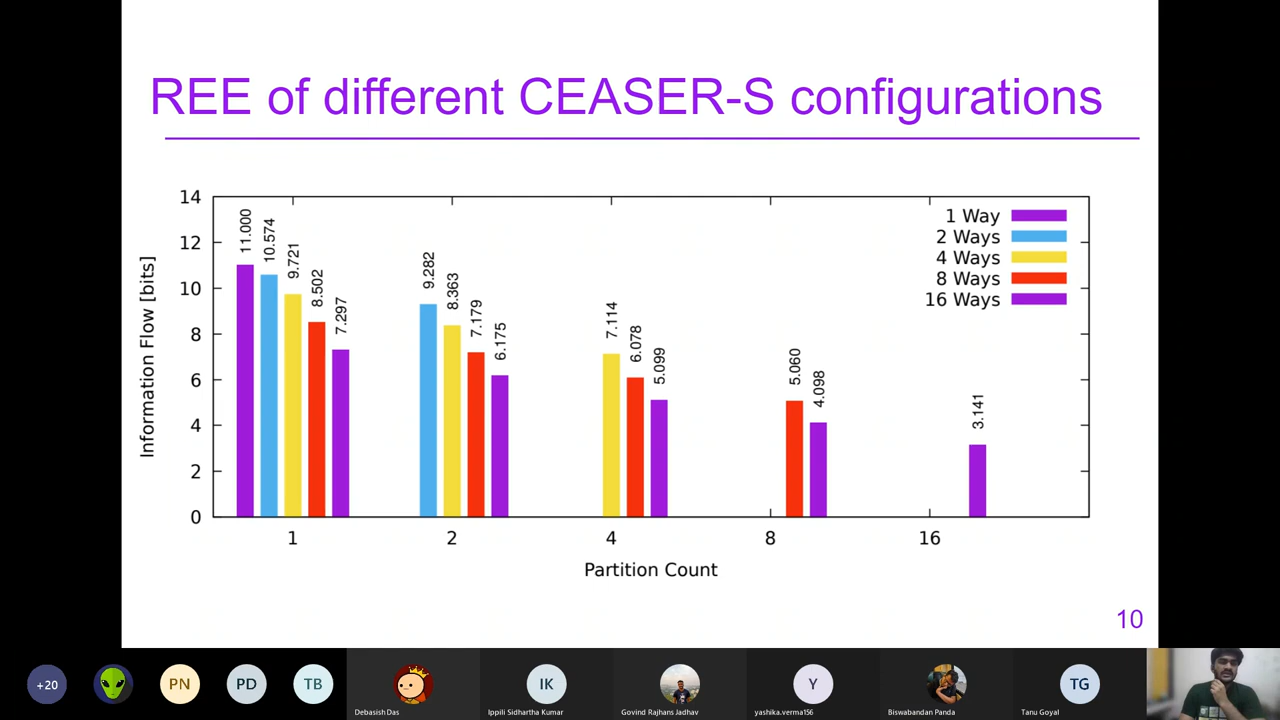 REE of different CEASER-S configurations
14
12
10
8
6
4
2
0
Information Flow [bits]
11.000
10.574
9.721
8.502
7.297
9.282
8.363
7.179
6.175
7.114
6.078
5.099
5.060
4.098
3.141
1 Way
2 Ways
4 Ways
8 Ways
16 Ways
1 2 4 8 16
Partition Count
10
+20 PN PD TB IK Y TG
Debasish Das Ippili Sidhartha Kumar Govind Rajhans Jadhav yashika.verma156 Biswabandan Panda Tanu Goyal